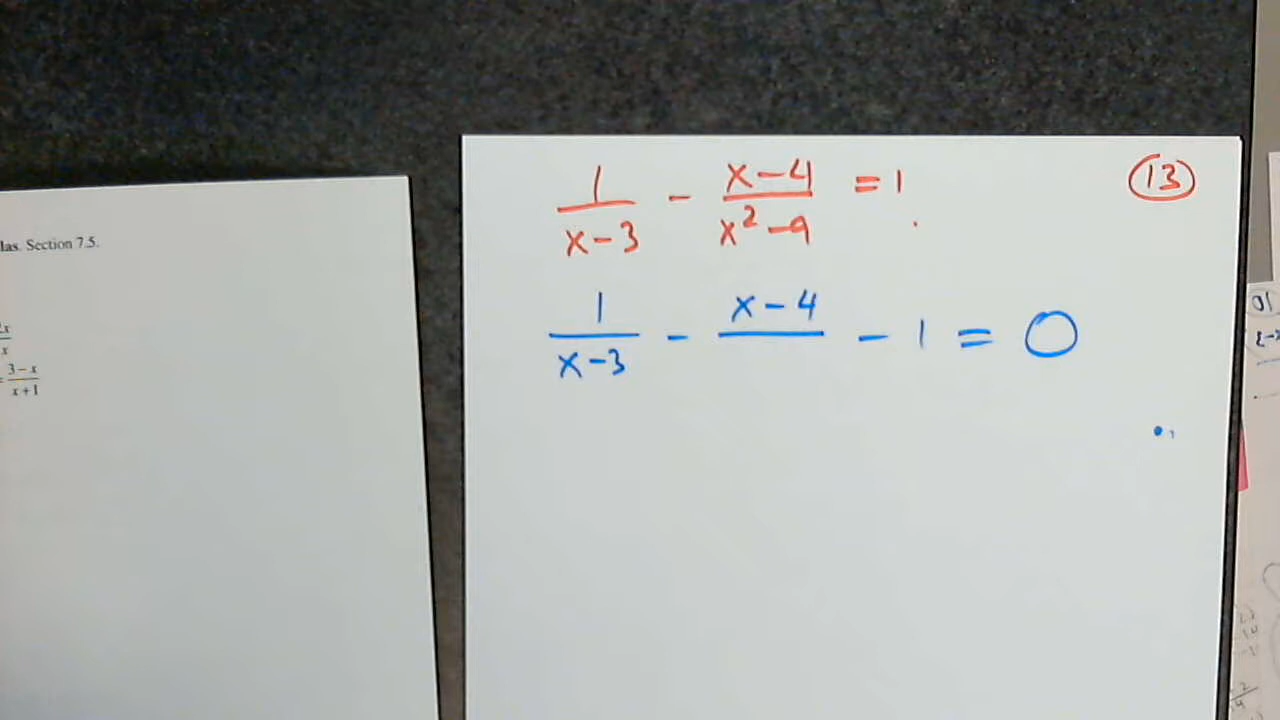 las. Section 7.5.
x
3-x
x+1
1/(x-3) - (x-4)/(x²-9) = 1
13
1/(x-3) - (x-4)/ - 1 = 0